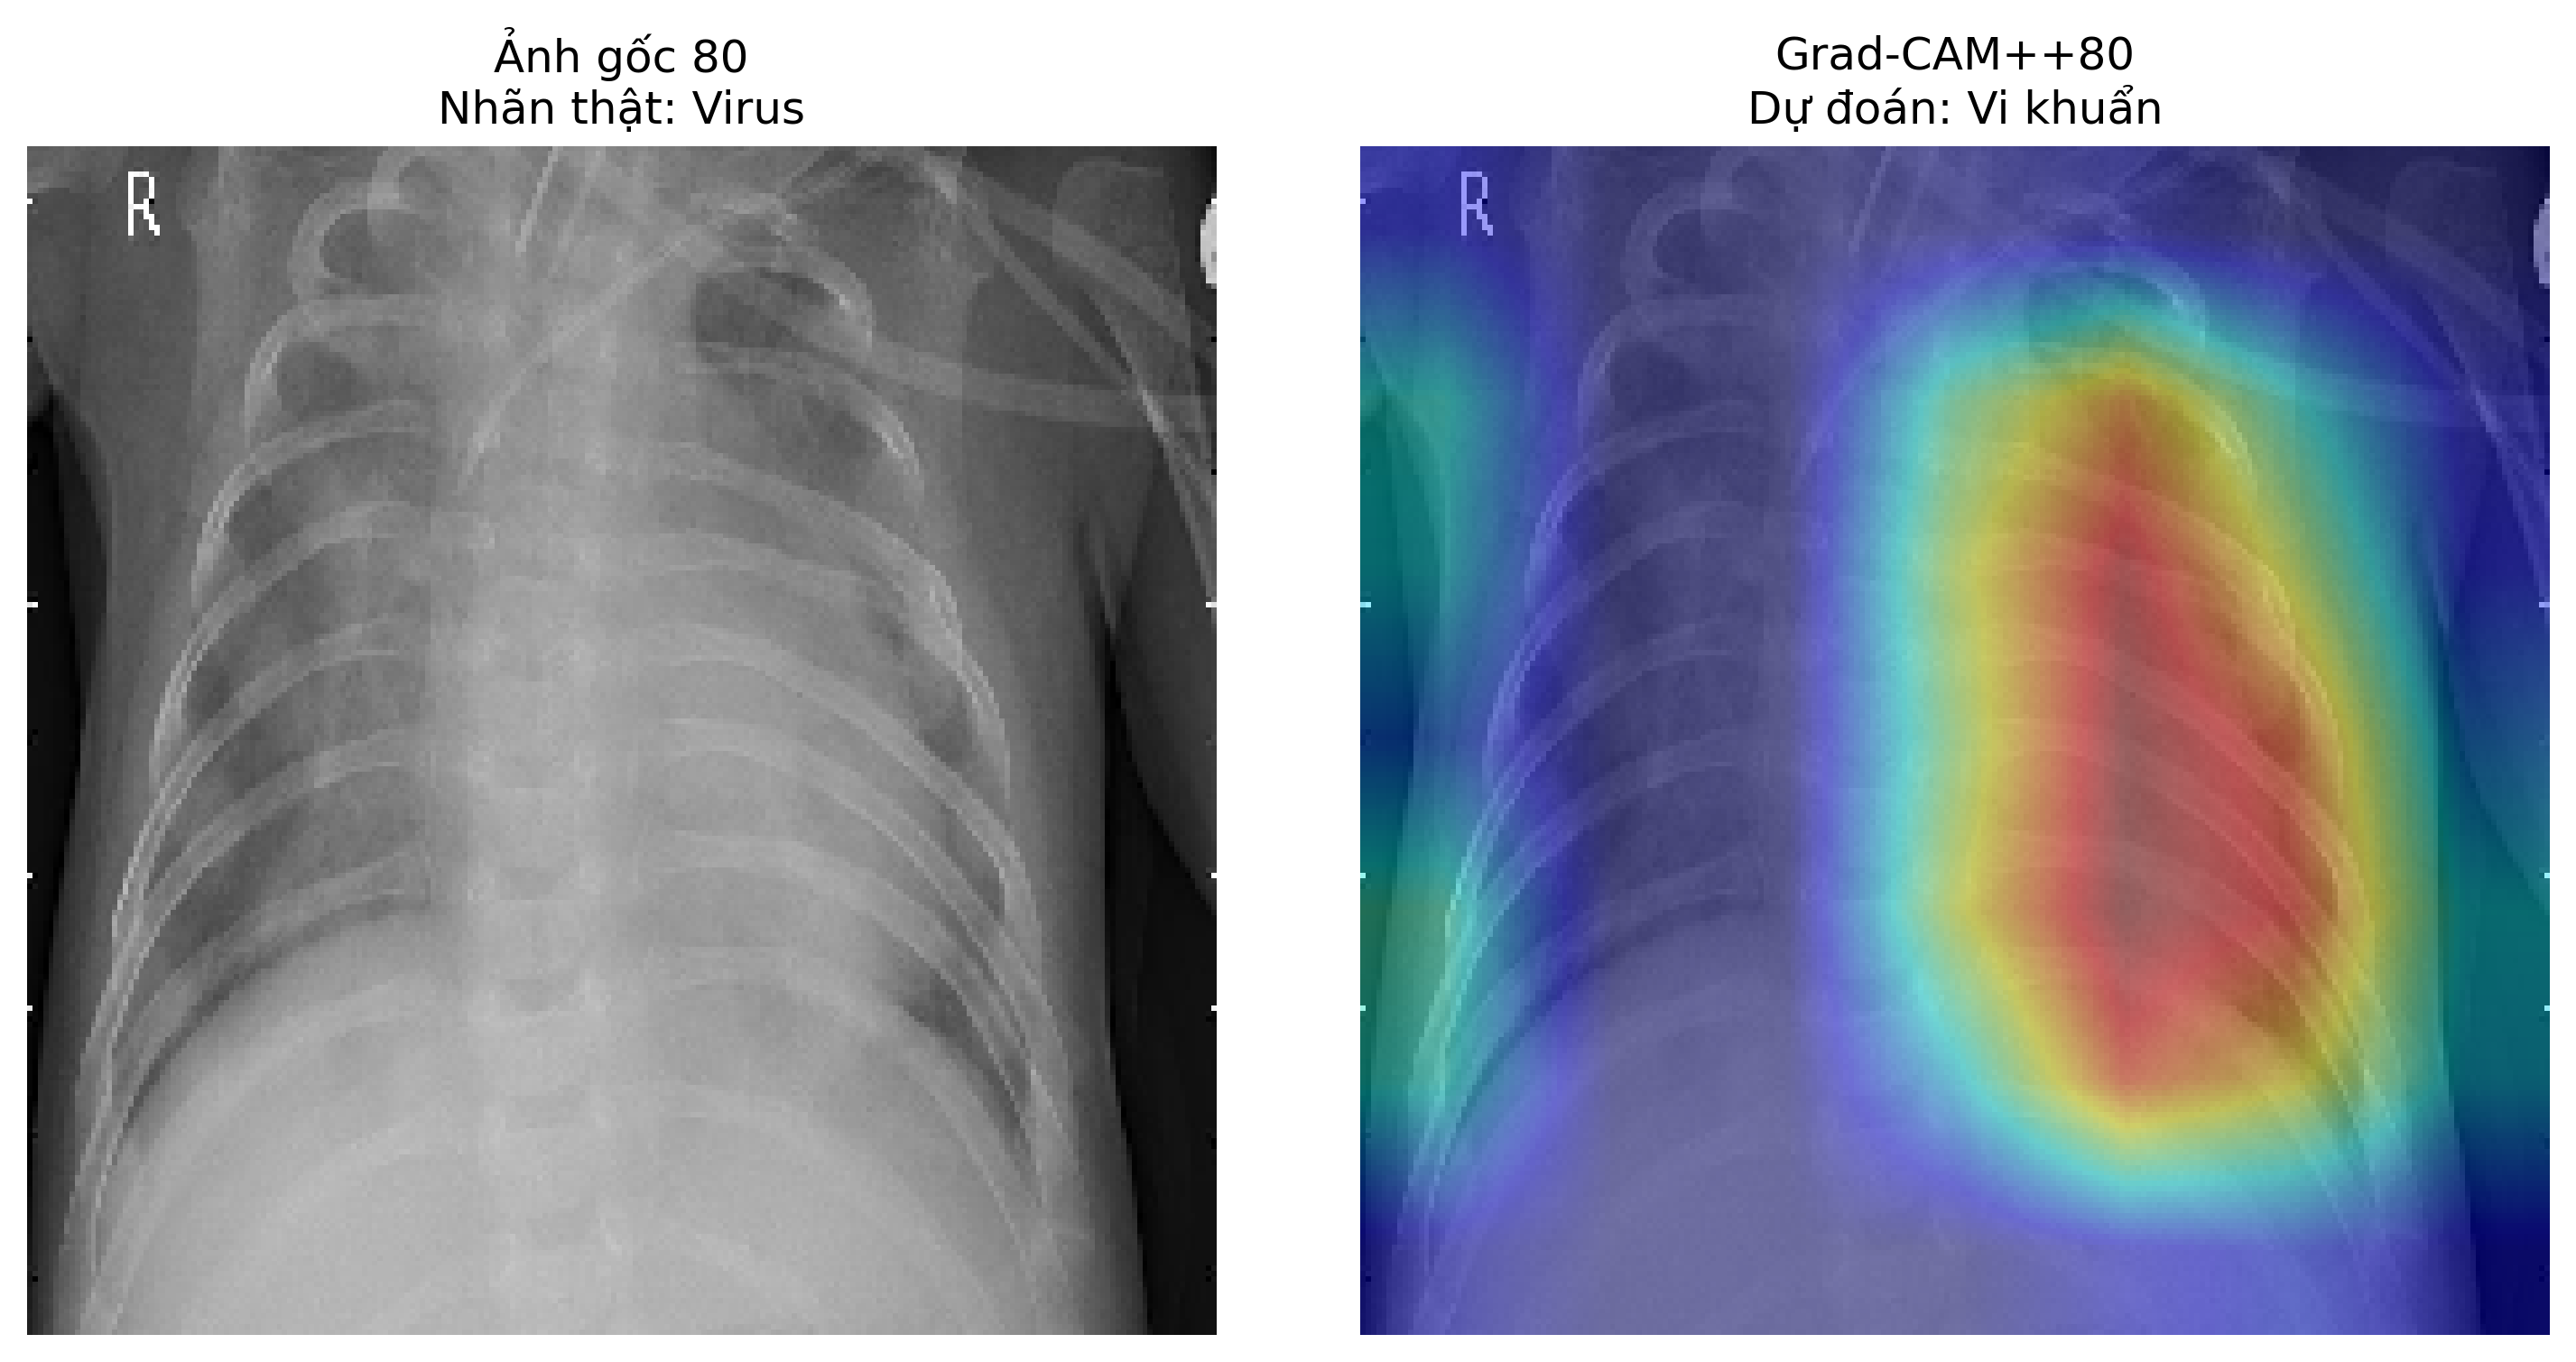 Ảnh gốc 80
Nhãn thật: Virus
R
Grad-CAM++80
Dự đoán: Vi khuẩn
R